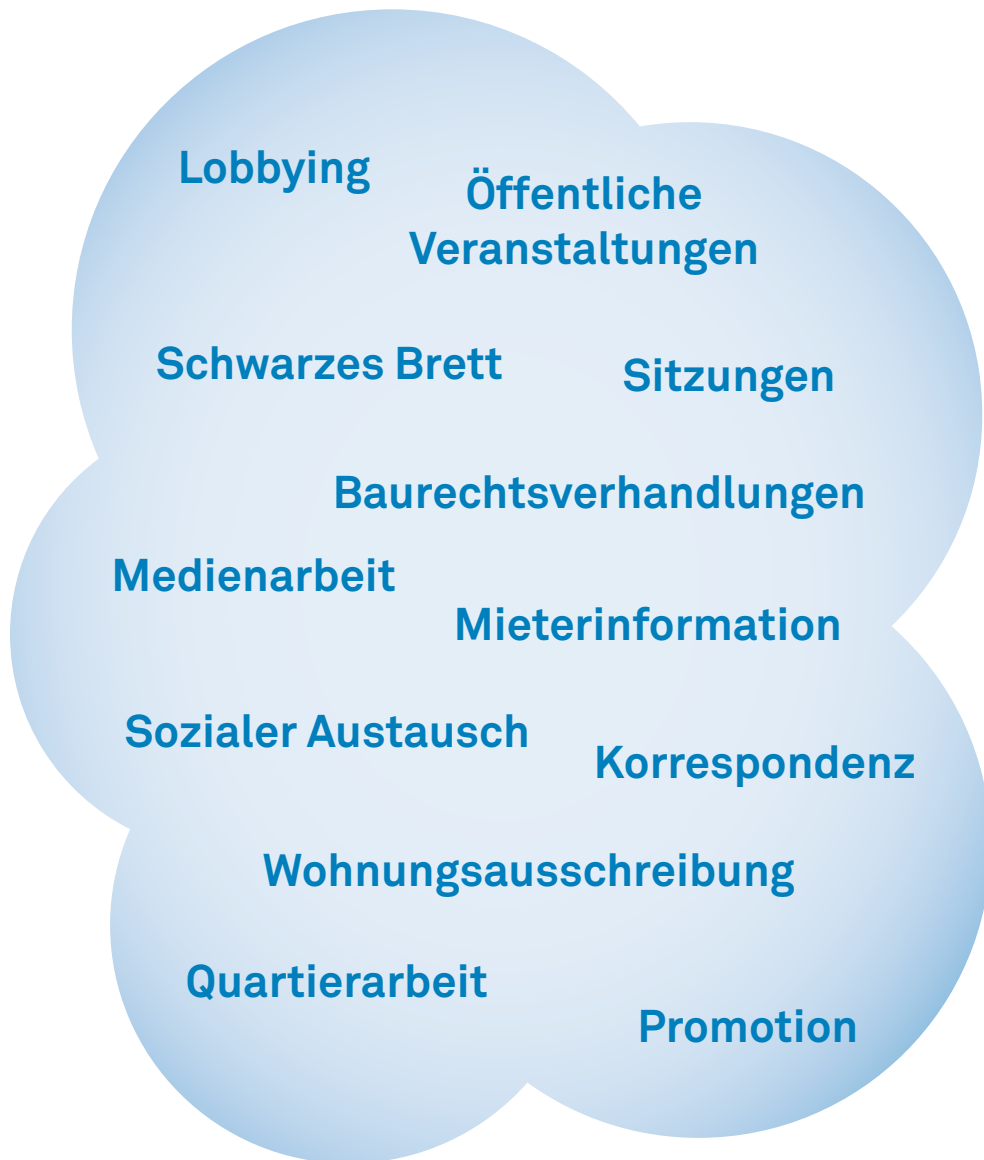 Lobbying
Öffentliche
Veranstaltungen
Schwarzes Brett
Sitzungen
Baurechtsverhandlungen
Medienarbeit
Mieterinformation
Sozialer Austausch
Korrespondenz
Wohnungsausschreibung
Quartierarbeit
Promotion